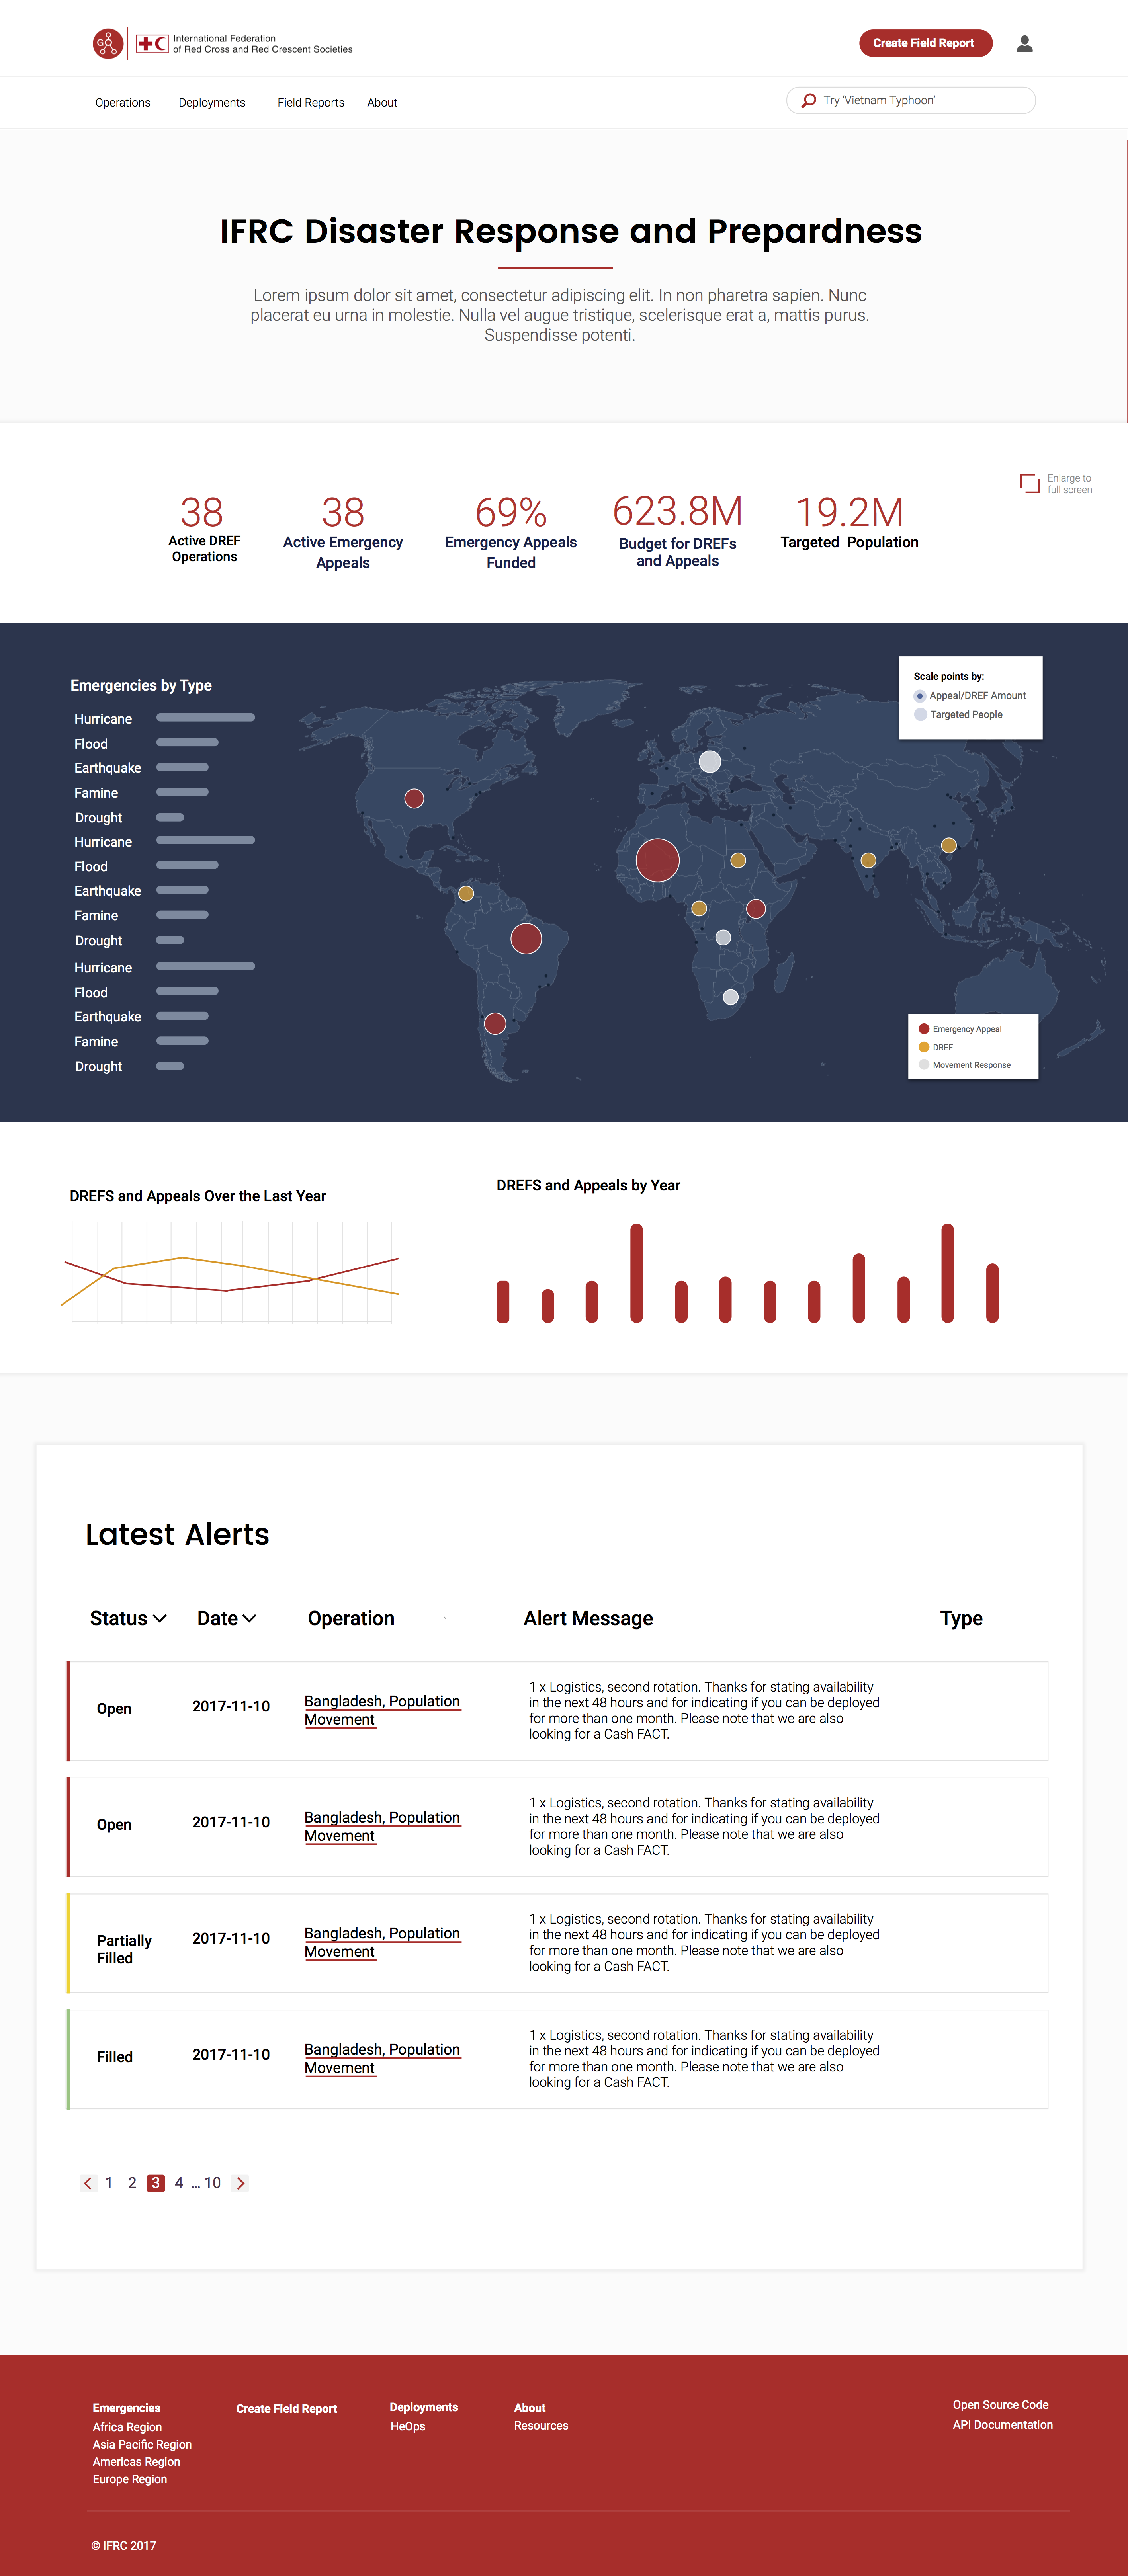 GO
International Federation
of Red Cross and Red Crescent Societies
Create Field Report
Operations
Deployments
Field Reports
About
Try 'Vietnam Typhoon'
IFRC Disaster Response and Prepardness
Lorem ipsum dolor sit amet, consectetur adipiscing elit. In non pharetra sapien. Nunc
placerat eu urna in molestie. Nulla vel augue tristique, scelerisque erat a, mattis purus.
Suspendisse potenti.
Enlarge to
full screen
38
Active DREF
Operations
38
Active Emergency
Appeals
69%
Emergency Appeals
Funded
623.8M
Budget for DREFs
and Appeals
19.2M
Targeted Population
Emergencies by Type
Hurricane
Flood
Earthquake
Famine
Drought
Hurricane
Flood
Earthquake
Famine
Drought
Hurricane
Flood
Earthquake
Famine
Drought
Scale points by:
Appeal/DREF Amount
Targeted People
Emergency Appeal
DREF
Movement Response
DREFS and Appeals Over the Last Year
DREFS and Appeals by Year
Latest Alerts
Status
Date
Operation
Alert Message
Type
Open
2017-11-10
Bangladesh, Population
Movement
1 x Logistics, second rotation. Thanks for stating availability
in the next 48 hours and for indicating if you can be deployed
for more than one month. Please note that we are also
looking for a Cash FACT.
Open
2017-11-10
Bangladesh, Population
Movement
1 x Logistics, second rotation. Thanks for stating availability
in the next 48 hours and for indicating if you can be deployed
for more than one month. Please note that we are also
looking for a Cash FACT.
Partially
Filled
2017-11-10
Bangladesh, Population
Movement
1 x Logistics, second rotation. Thanks for stating availability
in the next 48 hours and for indicating if you can be deployed
for more than one month. Please note that we are also
looking for a Cash FACT.
Filled
2017-11-10
Bangladesh, Population
Movement
1 x Logistics, second rotation. Thanks for stating availability
in the next 48 hours and for indicating if you can be deployed
for more than one month. Please note that we are also
looking for a Cash FACT.
1 2 3 4 ... 10
Emergencies
Africa Region
Asia Pacific Region
Americas Region
Europe Region
Create Field Report
Deployments
HeOps
About
Resources
Open Source Code
API Documentation
© IFRC 2017